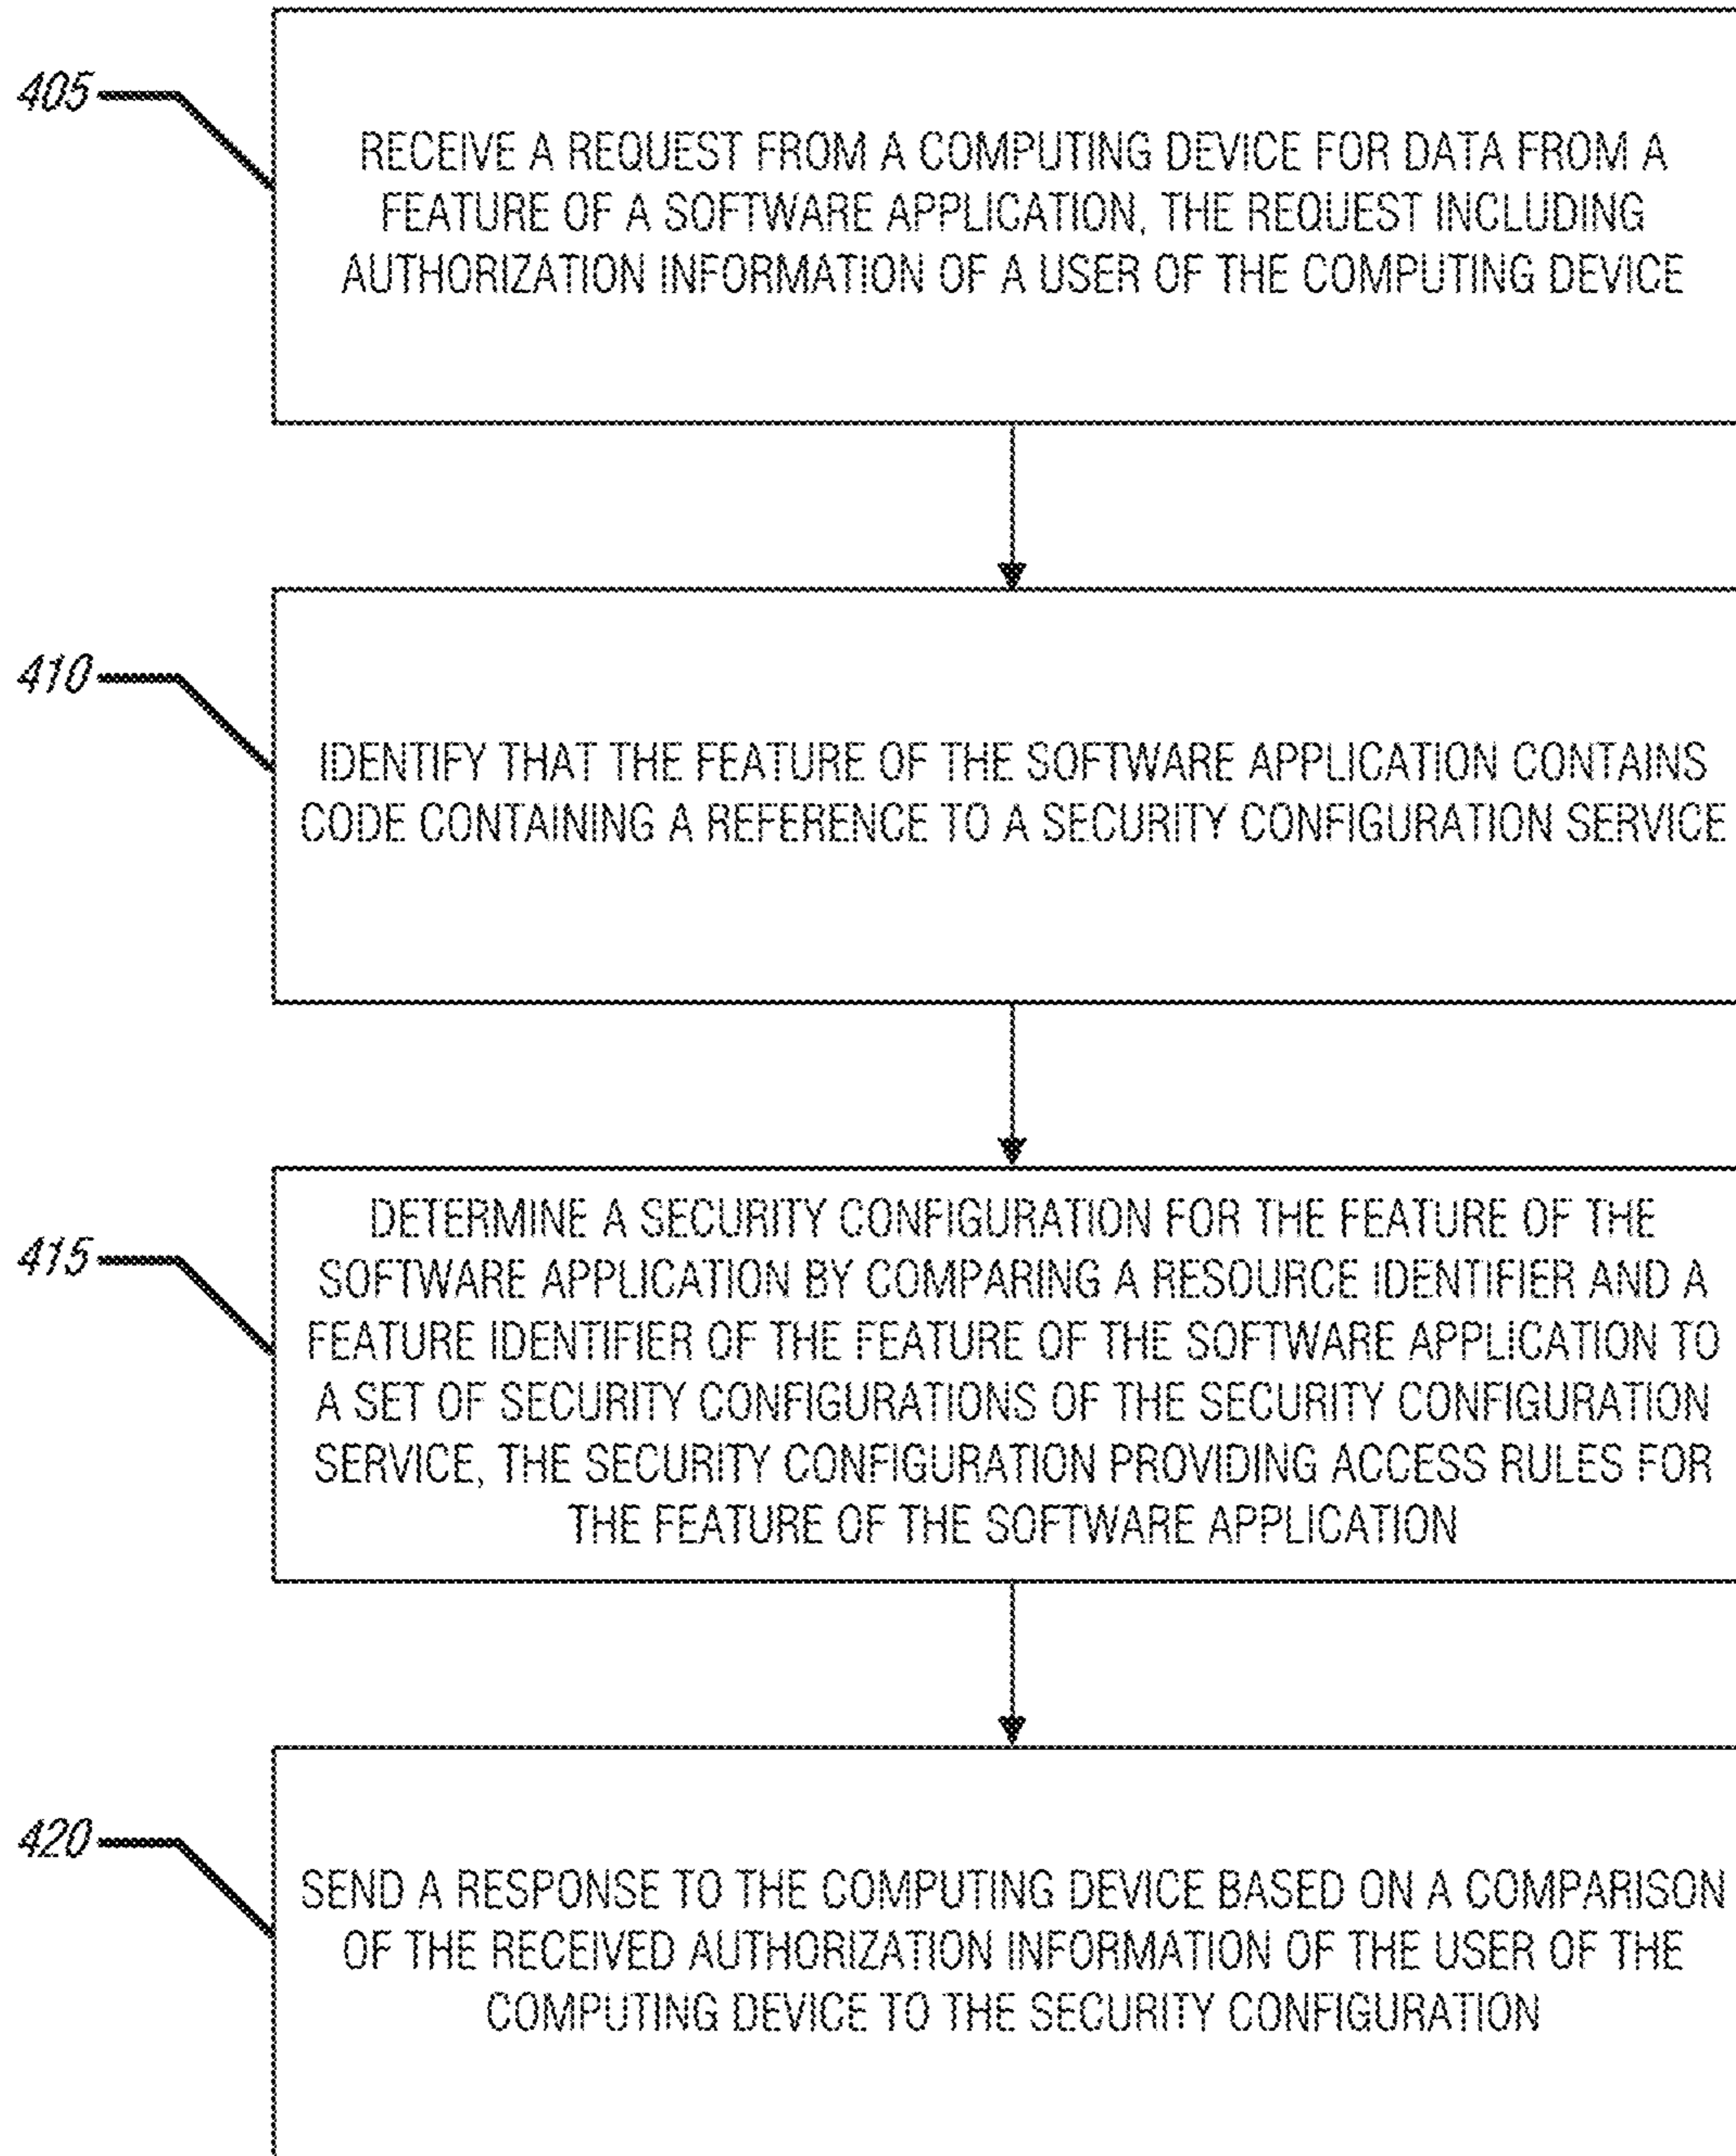 405
RECEIVE A REQUEST FROM A COMPUTING DEVICE FOR DATA FROM A
FEATURE OF A SOFTWARE APPLICATION, THE REQUEST INCLUDING
AUTHORIZATION INFORMATION OF A USER OF THE COMPUTING DEVICE
410
IDENTIFY THAT THE FEATURE OF THE SOFTWARE APPLICATION CONTAINS
CODE CONTAINING A REFERENCE TO A SECURITY CONFIGURATION SERVICE
415
DETERMINE A SECURITY CONFIGURATION FOR THE FEATURE OF THE
SOFTWARE APPLICATION BY COMPARING A RESOURCE IDENTIFIER AND A
FEATURE IDENTIFIER OF THE FEATURE OF THE SOFTWARE APPLICATION TO
A SET OF SECURITY CONFIGURATIONS OF THE SECURITY CONFIGURATION
SERVICE, THE SECURITY CONFIGURATION PROVIDING ACCESS RULES FOR
THE FEATURE OF THE SOFTWARE APPLICATION
420
SEND A RESPONSE TO THE COMPUTING DEVICE BASED ON A COMPARISON
OF THE RECEIVED AUTHORIZATION INFORMATION OF THE USER OF THE
COMPUTING DEVICE TO THE SECURITY CONFIGURATION